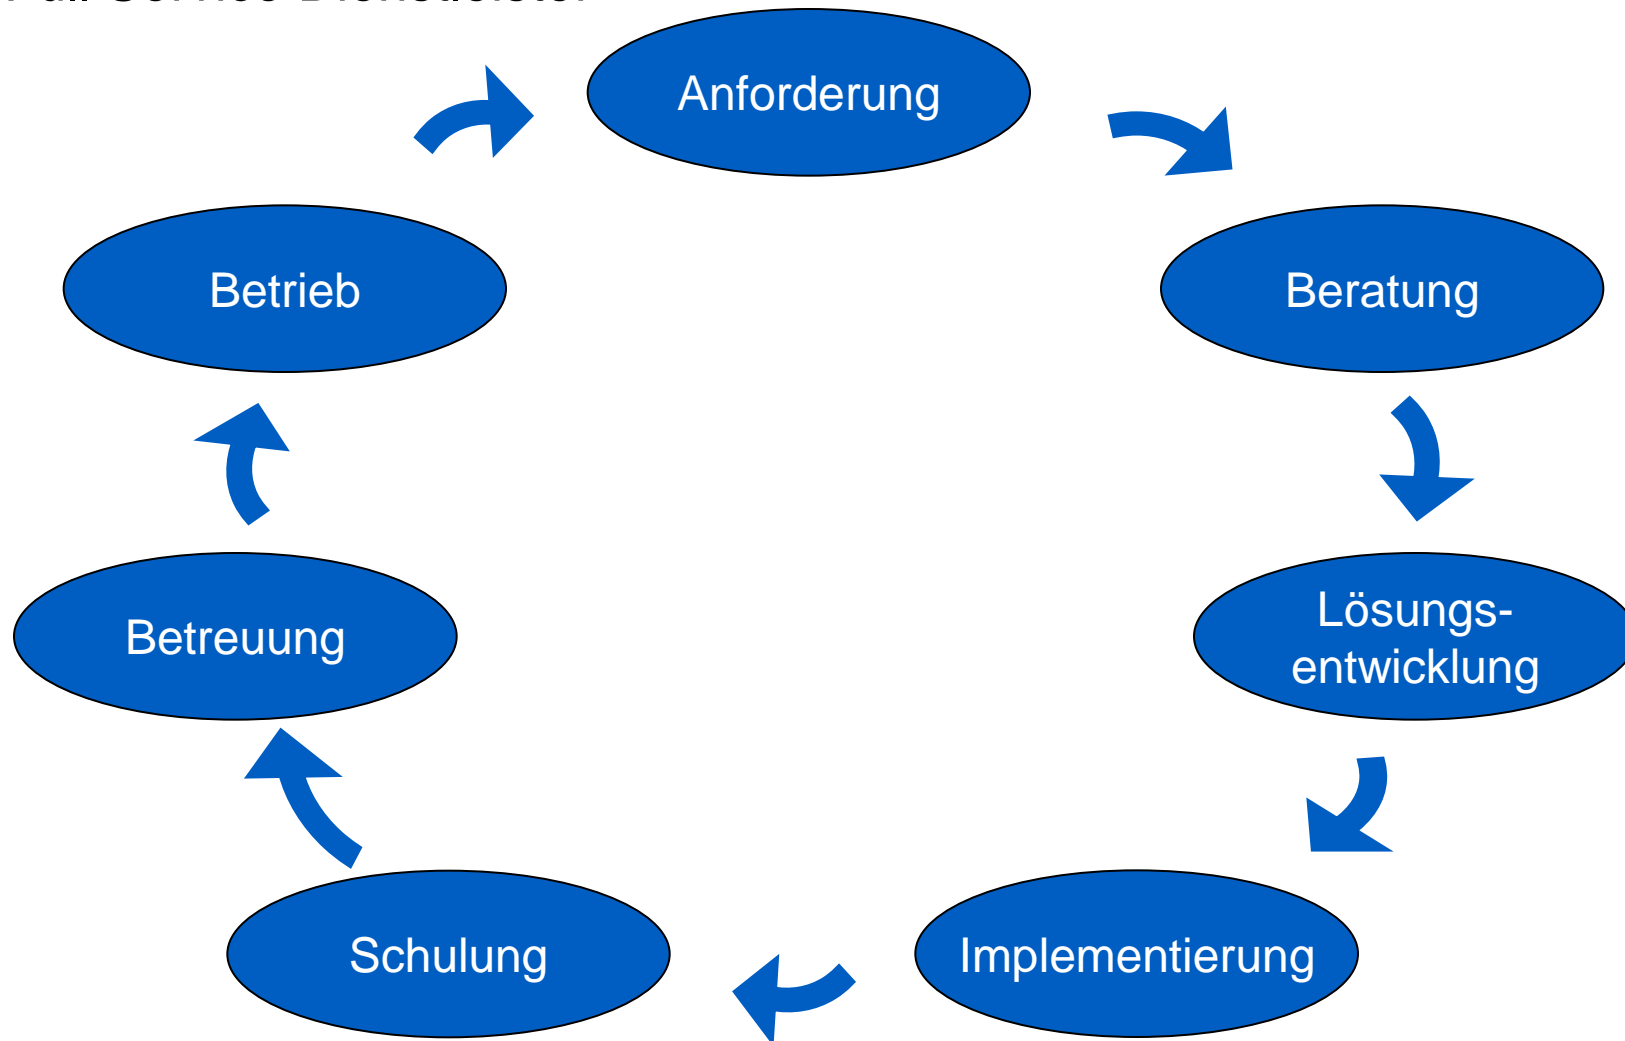 Anforderung
Betrieb
Beratung
Betreuung
Lösungs-
entwicklung
Schulung
Implementierung